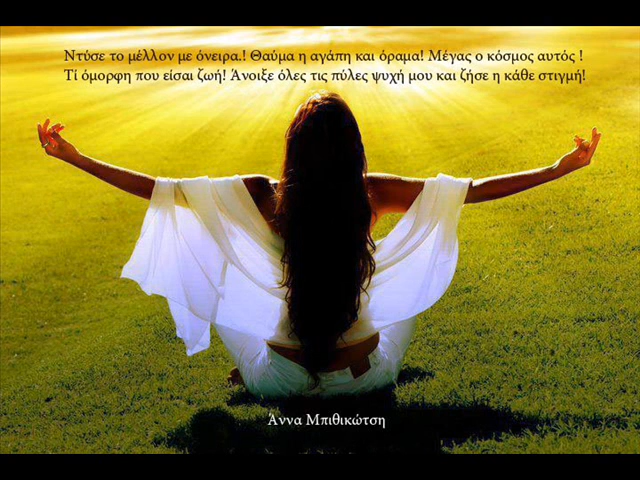 Ντύσε το μέλλον με όνειρα.! Θαύμα η αγάπη και όραμα! Μέγας ο κόσμος αυτός !
Τί όμορφη που είσαι ζωή! Άνοιξε όλες τις πύλες ψυχή μου και ζήσε η κάθε στιγμή!
Άννα Μπιθικώτση